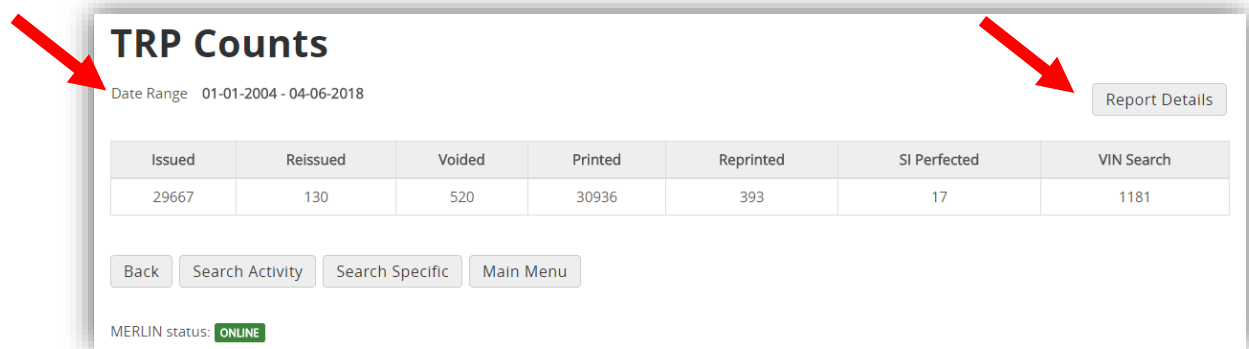 TRP Counts
Date Range 01-01-2004 - 04-06-2018
Report Details
Issued Reissued Voided Printed Reprinted SI Perfected VIN Search
29667 130 520 30936 393 17 1181
Back Search Activity Search Specific Main Menu
MERLIN status: ONLINE